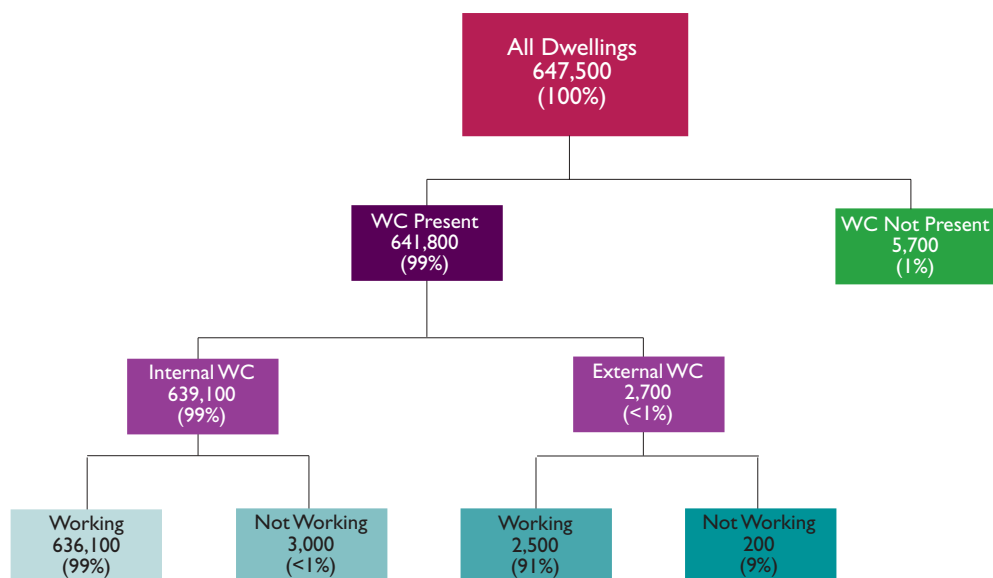 All Dwellings
647,500
(100%)
WC Present
641,800
(99%)
WC Not Present
5,700
(1%)
Internal WC
639,100
(99%)
External WC
2,700
(<1%)
Working
636,100
(99%)
Not Working
3,000
(<1%)
Working
2,500
(91%)
Not Working
200
(9%)